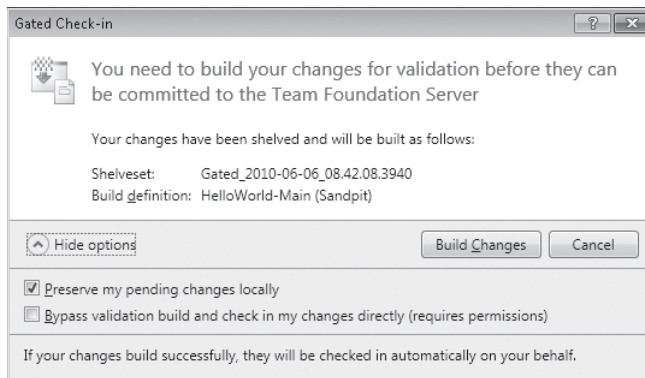 Gated Check-in
You need to build your changes for validation before they can
be committed to the Team Foundation Server
Your changes have been shelved and will be built as follows:
Shelveset: Gated_2010-06-06_08.42.08.3940
Build definition: HelloWorld-Main (Sandpit)
Hide options
Build Changes
Cancel
Preserve my pending changes locally
Bypass validation build and check in my changes directly (requires permissions)
If your changes build successfully, they will be checked in automatically on your behalf.